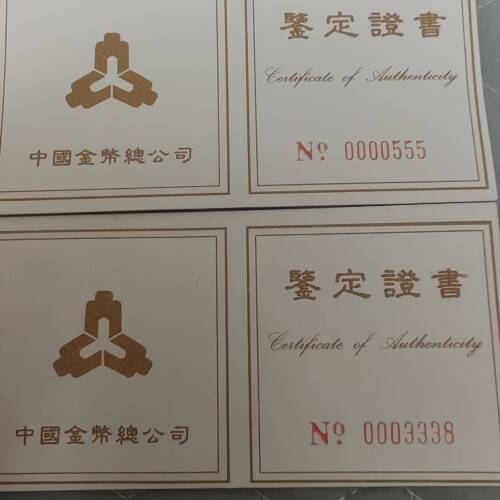 鑒定證書
Certificate of Authenticity
中國金幣總公司
Nº 0000555
鑒定證書
Certificate of Authenticity
中國金幣總公司
Nº 0003338